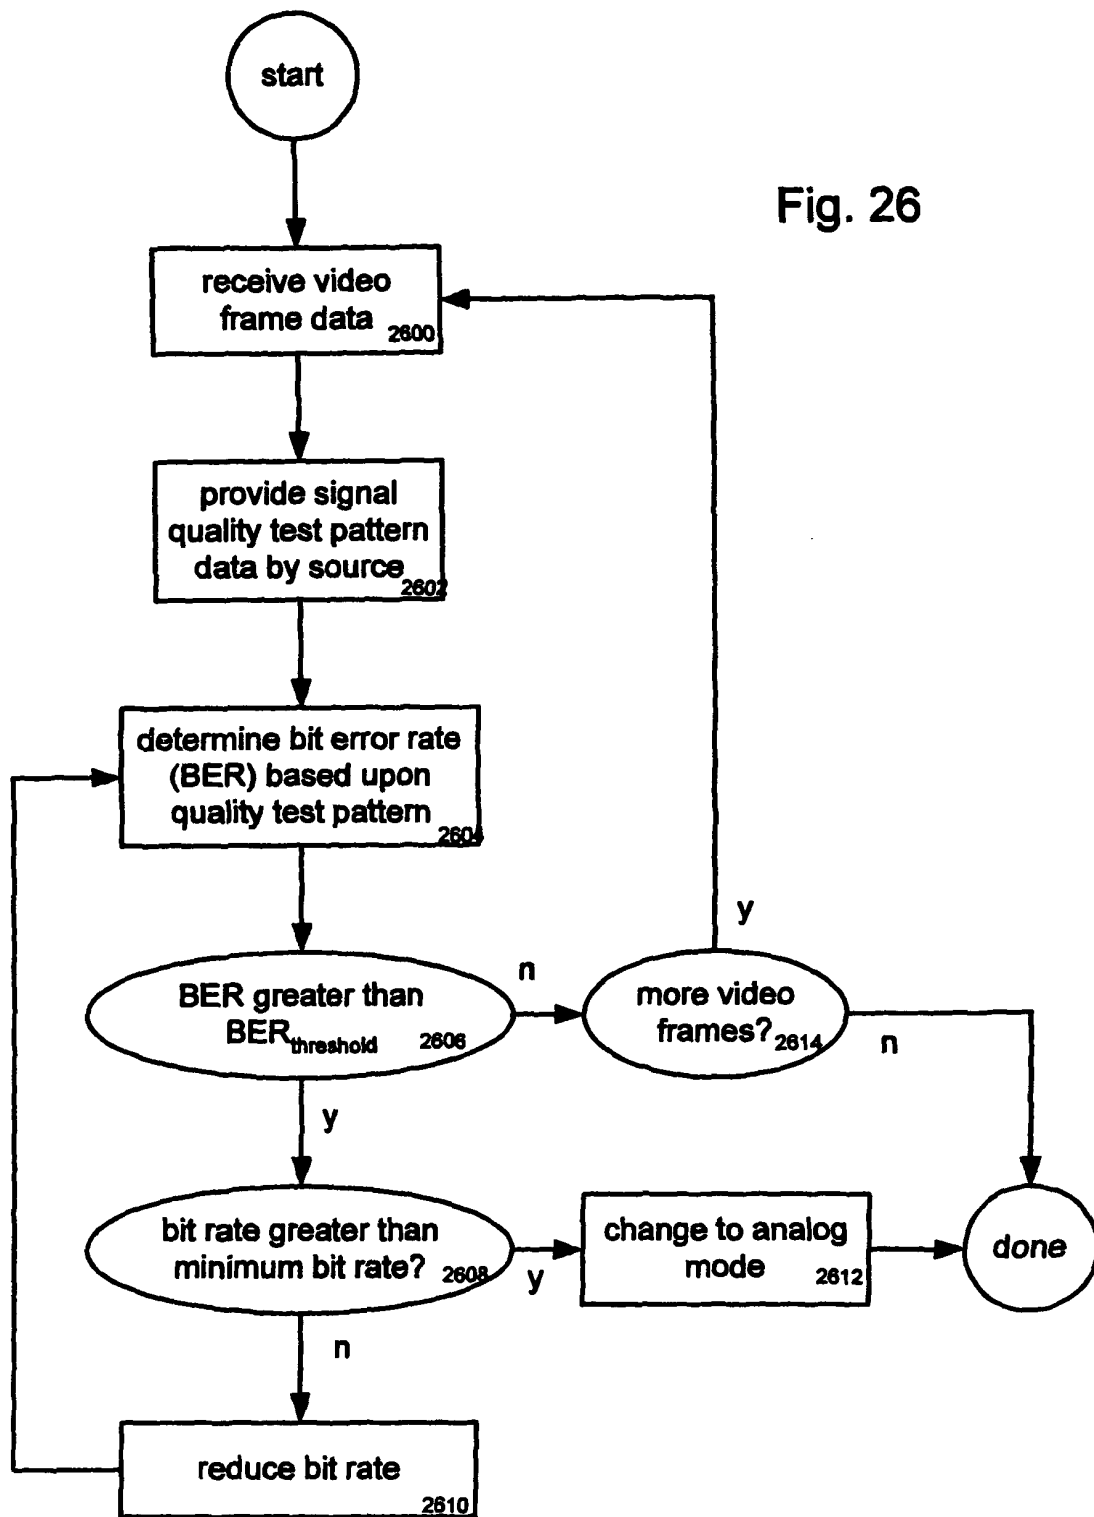 start
Fig. 26
receive video
frame data
2600
provide signal
quality test pattern
data by source
2602
determine bit error rate
(BER) based upon
quality test pattern
2604
y
n
BER greater than
BERthreshold
2606
more video
frames?
2614
n
y
bit rate greater than
minimum bit rate?
2608
y
change to analog
mode
2612
done
n
reduce bit rate
2610